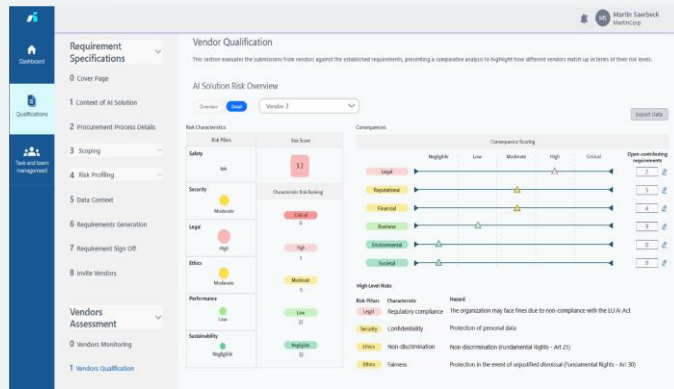 Martin Saerbeck
MS
MartinCorp
Dashboard
Qualifications
Task and team management
Requirement Specifications
0 Cover Page
1 Context of AI Solution
2 Procurement Process Details
3 Scoping
4 Risk Profiling
5 Data Context
6 Requirements Generation
7 Requirement Sign Off
8 Invite Vendors
Vendors Assessment
0 Vendors Monitoring
1 Vendors Qualification
Vendor Qualification
This section evaluates the submissions from vendors against the established requirements, presenting a comparative analysis to highlight how different vendors match up in terms of their risk levels.
AI Solution Risk Overview
Overview Detail Vendor 2
Export Data
Risk Characteristics
Risk Pillars Risk Score
Safety
NA
3.2
Security
Moderate
Characteristic Risk Ranking
Critical
0
Legal
High
High
1
Ethics
Moderate
Moderate
5
Performance
Low
Low
22
Sustainability
Negligible
Negligible
32
Consequences
Consequence Scoring
Negligible Low Moderate High Critical
Open contributing requirements
Legal 7
Reputational 5
Financial 4
Business 9
Environmental 0
Societal 0
High Level Risks
Risk Pillars Characteristic Hazard
Legal Regulatory compliance The organization may face fines due to non-compliance with the EU AI Act
Security Confidentiality Protection of personal data
Ethics Non-discrimination Non-discrimination (Fundamental Rights - Art 21)
Ethics Fairness Protection in the event of unjustified dismissal (Fundamental Rights - Art 30)